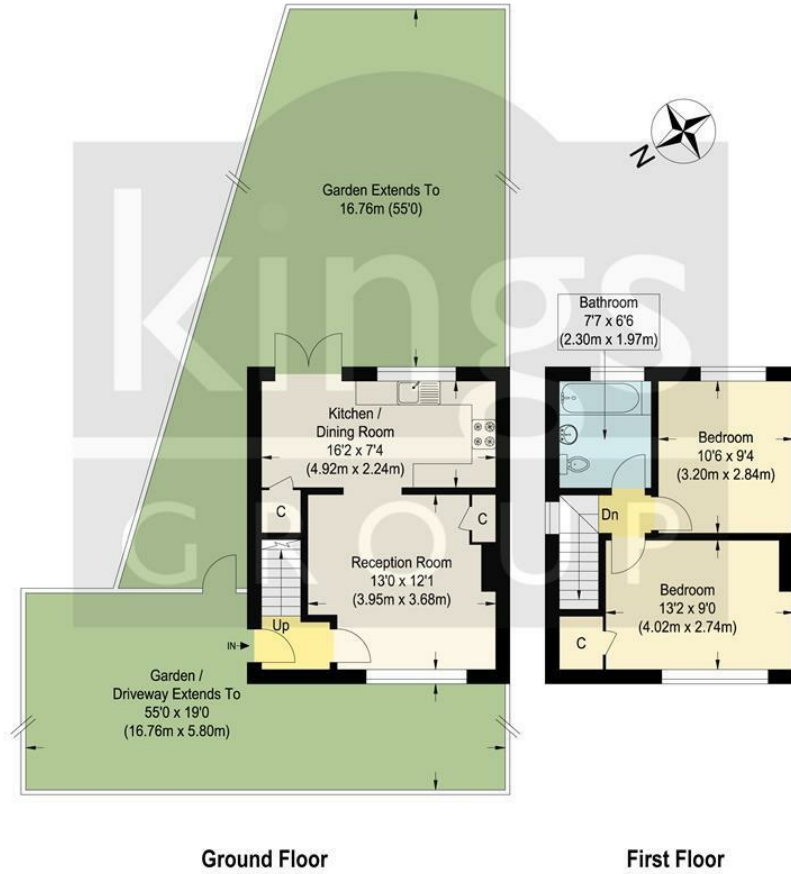 N
Garden Extends To
16.76m (55'0)
kings
GROUP
Bathroom
7'7 x 6'6
(2.30m x 1.97m)
Kitchen /
Dining Room
16'2 x 7'4
(4.92m x 2.24m)
Bedroom
10'6 x 9'4
(3.20m x 2.84m)
C
C
Dn
Reception Room
13'0 x 12'1
(3.95m x 3.68m)
Bedroom
13'2 x 9'0
(4.02m x 2.74m)
Up
IN
C
Garden /
Driveway Extends To
55'0 x 19'0
(16.76m x 5.80m)
Ground Floor
First Floor